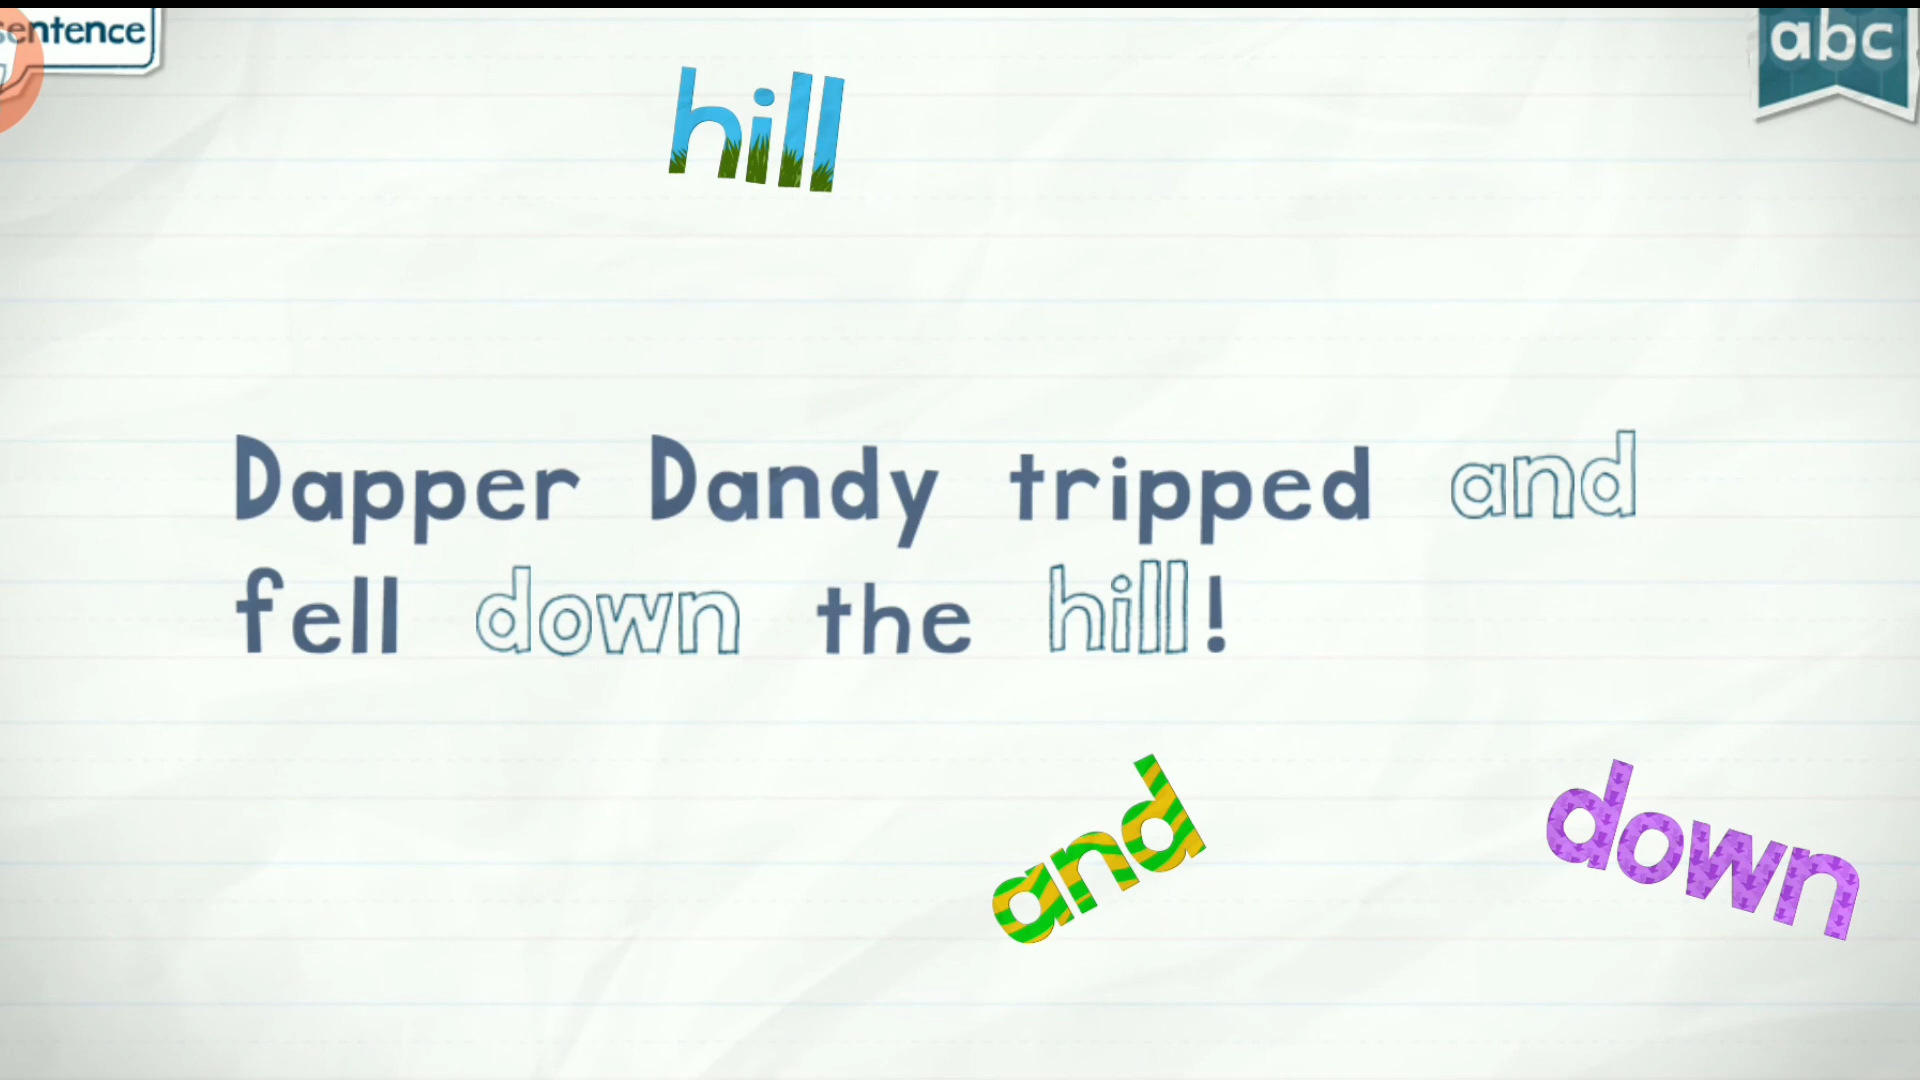 sentence
abc
hill
Dapper Dandy tripped and
fell down the hill!
and
down